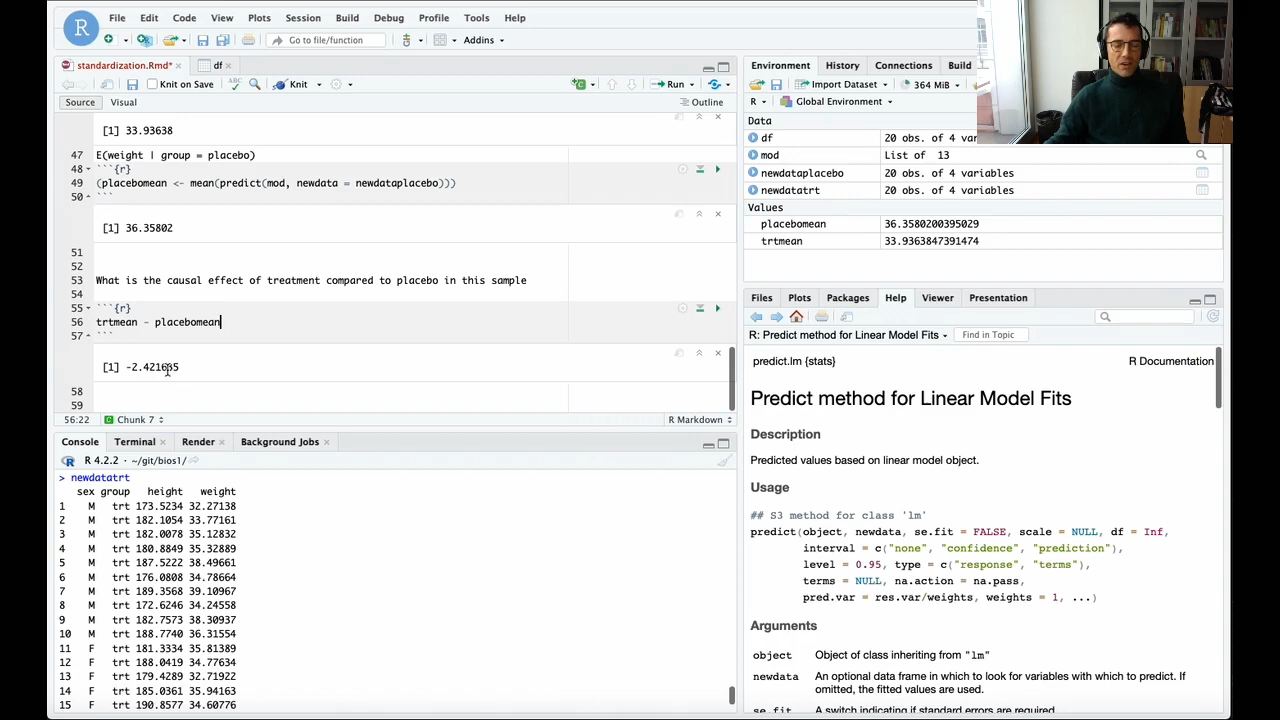 R
File Edit Code View Plots Session Build Debug Profile Tools Help
Go to file/function Addins
standardization.Rmd* df
Knit on Save ABC Knit Run Outline
Source Visual
[1] 33.93638
47 E(weight | group = placebo)
48 ```{r}
49 (placebomean <- mean(predict(mod, newdata = newdataplacebo)))
50 ```
[1] 36.35802
51
52
53 What is the causal effect of treatment compared to placebo in this sample
54
55 ```{r}
56 trtmean - placebomean
57 ```
[1] -2.421635
58
59
56:22 Chunk 7 R Markdown
Console Terminal Render Background Jobs
R 4.2.2 · ~/git/bios1/
> newdatatrt
sex group height weight
1 M trt 173.5234 32.27138
2 M trt 182.1054 33.77161
3 M trt 182.0078 35.12832
4 M trt 180.8849 35.32889
5 M trt 187.5222 38.49661
6 M trt 176.0808 34.78664
7 M trt 189.3568 39.10967
8 M trt 172.6246 34.24558
9 M trt 182.7573 38.30937
10 M trt 188.7740 36.31554
11 F trt 181.3334 35.81389
12 F trt 188.0419 34.77634
13 F trt 179.4289 32.71922
14 F trt 185.0361 35.94163
15 F trt 190.8577 34.60776
Environment History Connections Build
Import Dataset 364 MiB
R Global Environment
Data
df 20 obs. of 4 var
mod List of 13
newdataplacebo 20 obs. of 4 variables
newdatatrt 20 obs. of 4 variables
Values
placebomean 36.3580200395029
trtmean 33.9363847391474
Files Plots Packages Help Viewer Presentation
R: Predict method for Linear Model Fits Find in Topic
predict.lm {stats} R Documentation
Predict method for Linear Model Fits
Description
Predicted values based on linear model object.
Usage
## S3 method for class 'lm'
predict(object, newdata, se.fit = FALSE, scale = NULL, df = Inf,
interval = c("none", "confidence", "prediction"),
level = 0.95, type = c("response", "terms"),
terms = NULL, na.action = na.pass,
pred.var = res.var/weights, weights = 1, ...)
Arguments
object Object of class inheriting from "lm"
newdata An optional data frame in which to look for variables with which to predict. If
omitted, the fitted values are used.
se.fit A switch indicating if standard errors are required.